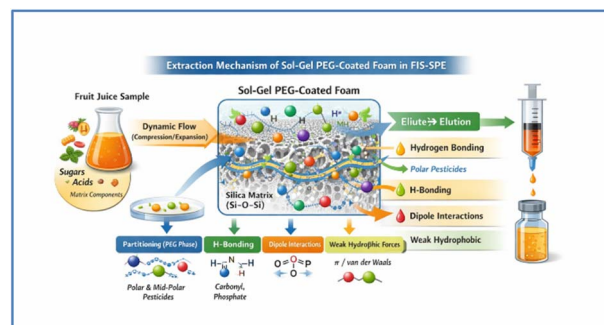 Extraction Mechanism of Sol-Gel PEG-Coated Foam in FIS-SPE
Fruit Juice Sample
Sugars
Acids
Matrix Components
Dynamic Flow
(Compression/Expansion)
Sol-Gel PEG-Coated Foam
H
H
H+
Silica Matrix
(Si–O–Si)
Eliute Elution
Hydrogen Bonding
Polar Pesticides
H-Bonding
Dipole Interactions
Weak Hydrophobic
Partitioning (PEG Phase)
Polar & Mid-Polar
Pesticides
H-Bonding
H N H
H
Carbonyl,
Phosphate
Dipole Interactions
O O P
O
Weak Hydrophic Forces
π / van der Waals